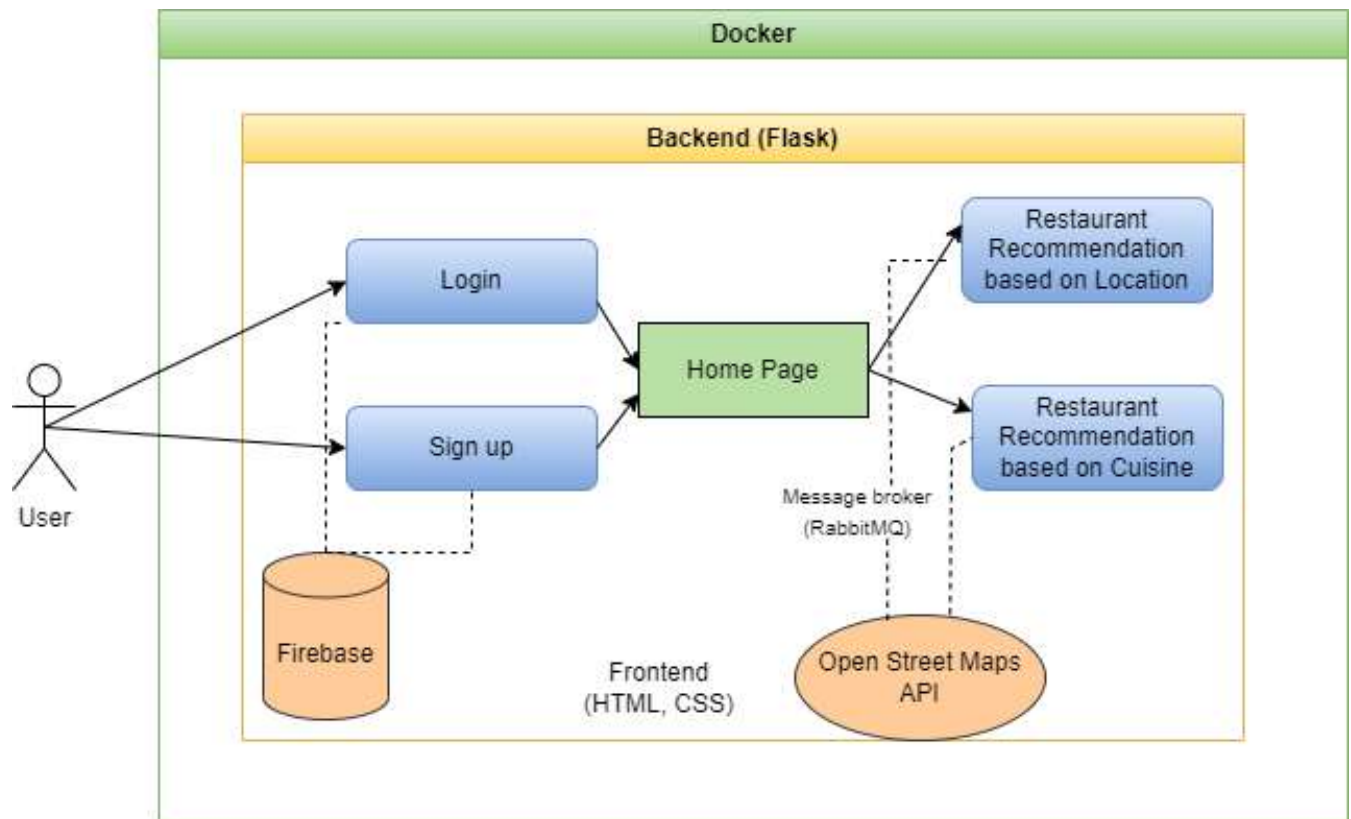 Docker
Backend (Flask)
Restaurant
Recommendation
based on Location
Login
Home Page
Restaurant
Recommendation
based on Cuisine
Sign up
Message broker
(RabbitMQ)
User
Firebase
Frontend
(HTML, CSS)
Open Street Maps
API